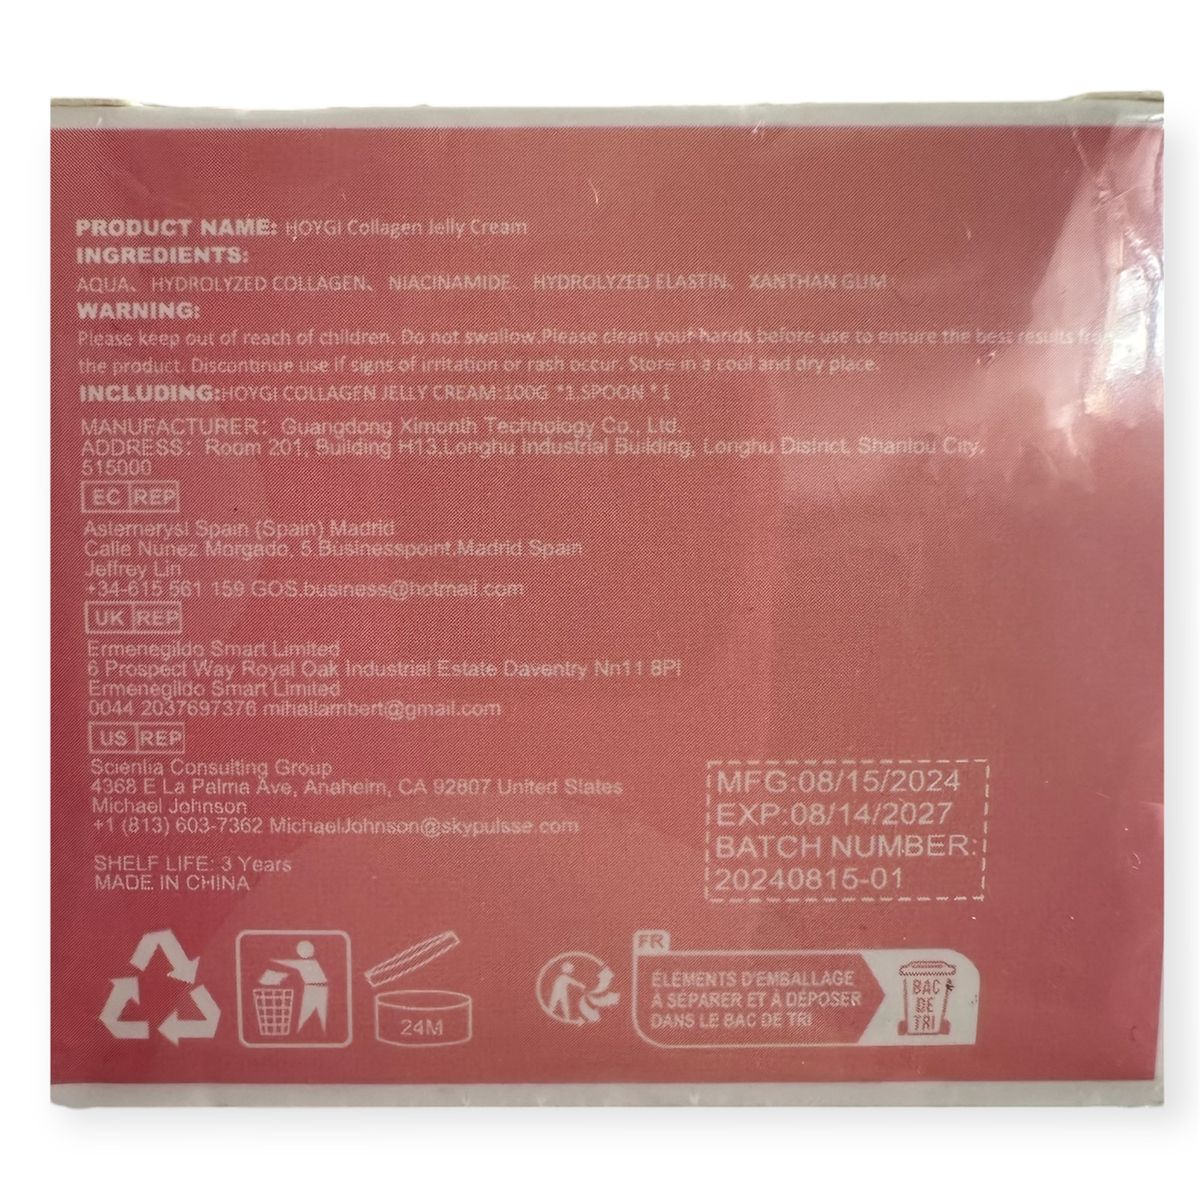 PRODUCT NAME: HOYGI Collagen Jelly Cream
INGREDIENTS:
AQUA、HYDROLYZED COLLAGEN、NIACINAMIDE、HYDROLYZED ELASTIN、XANTHAN GUM
WARNING:
Please keep out of reach of children. Do not swallow.Please clean your hands before use to ensure the best results
the product. Discontinue use if signs of irritation or rash occur. Store in a cool and dry place.
INCLUDING:HOYGI COLLAGEN JELLY CREAM:100G *1,SPOON *1
MANUFACTURER: Guangdong Ximonth Technology Co., Ltd.
ADDRESS: Room 201, Building H13,Longhu Industrial Building, Longhu District, Shantou City,
515000
EC REP
Asternerysl Spain (Spain) Madrid
Calle Nunez Morgado, 5 Businesspoint,Madrid Spain
Jeffrey Lin
+34-615 561 159 GOS.business@hotmail.com
UK REP
Ermenegildo Smart Limited
6 Prospect Way Royal Oak Industrial Estate Daventry Nn11 8Pl
Ermenegildo Smart Limited
0044 2037697376 mihallambert@gmail.com
US REP
Scientia Consulting Group
4368 E La Palma Ave, Anaheim, CA 92807 United States
Michael Johnson
+1 (813) 603-7362 MichaelJohnson@skypulsse.com
SHELF LIFE: 3 Years
MADE IN CHINA
MFG:08/15/2024
EXP:08/14/2027
BATCH NUMBER:
20240815-01
24M
FR
ÉLÉMENTS D'EMBALLAGE
À SÉPARER ET À DÉPOSER
DANS LE BAC DE TRI
BAC
DE
TRI